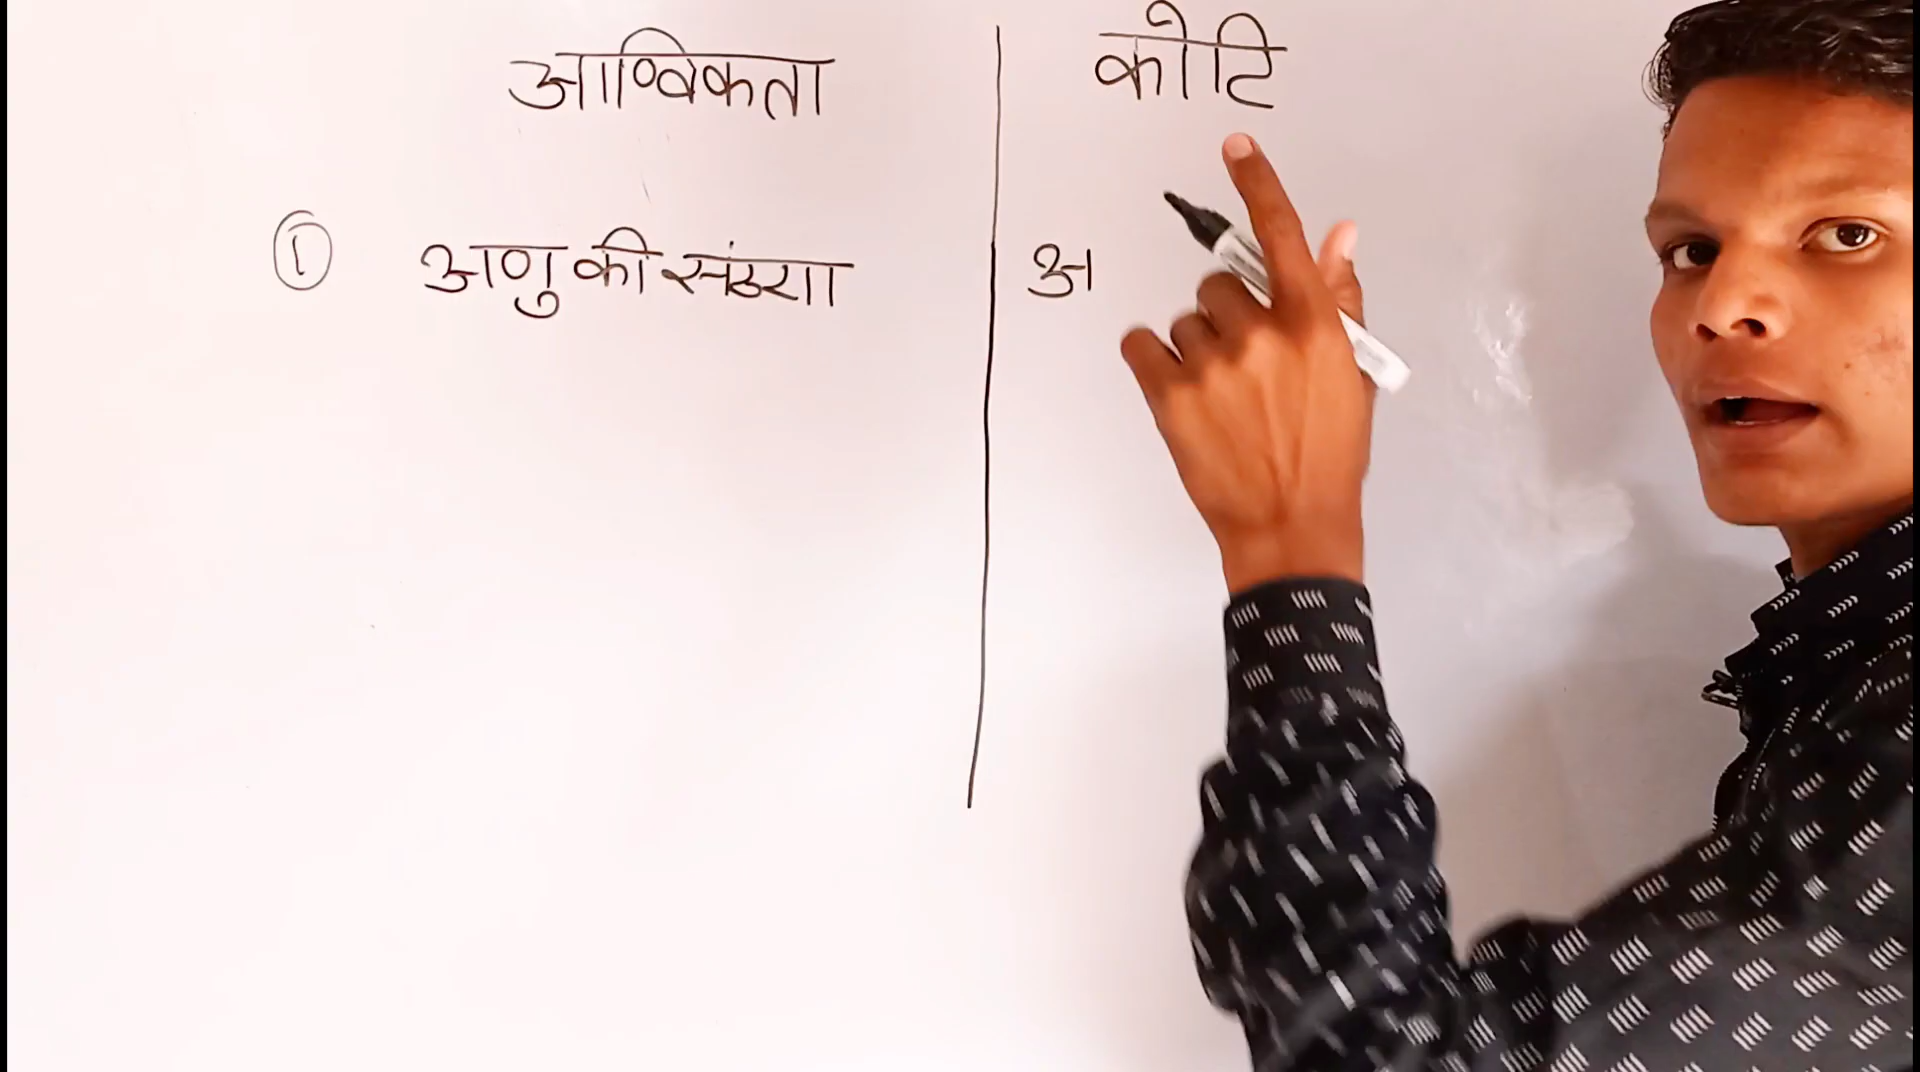 आण्विकता कोटि
① अणु की संख्या अ